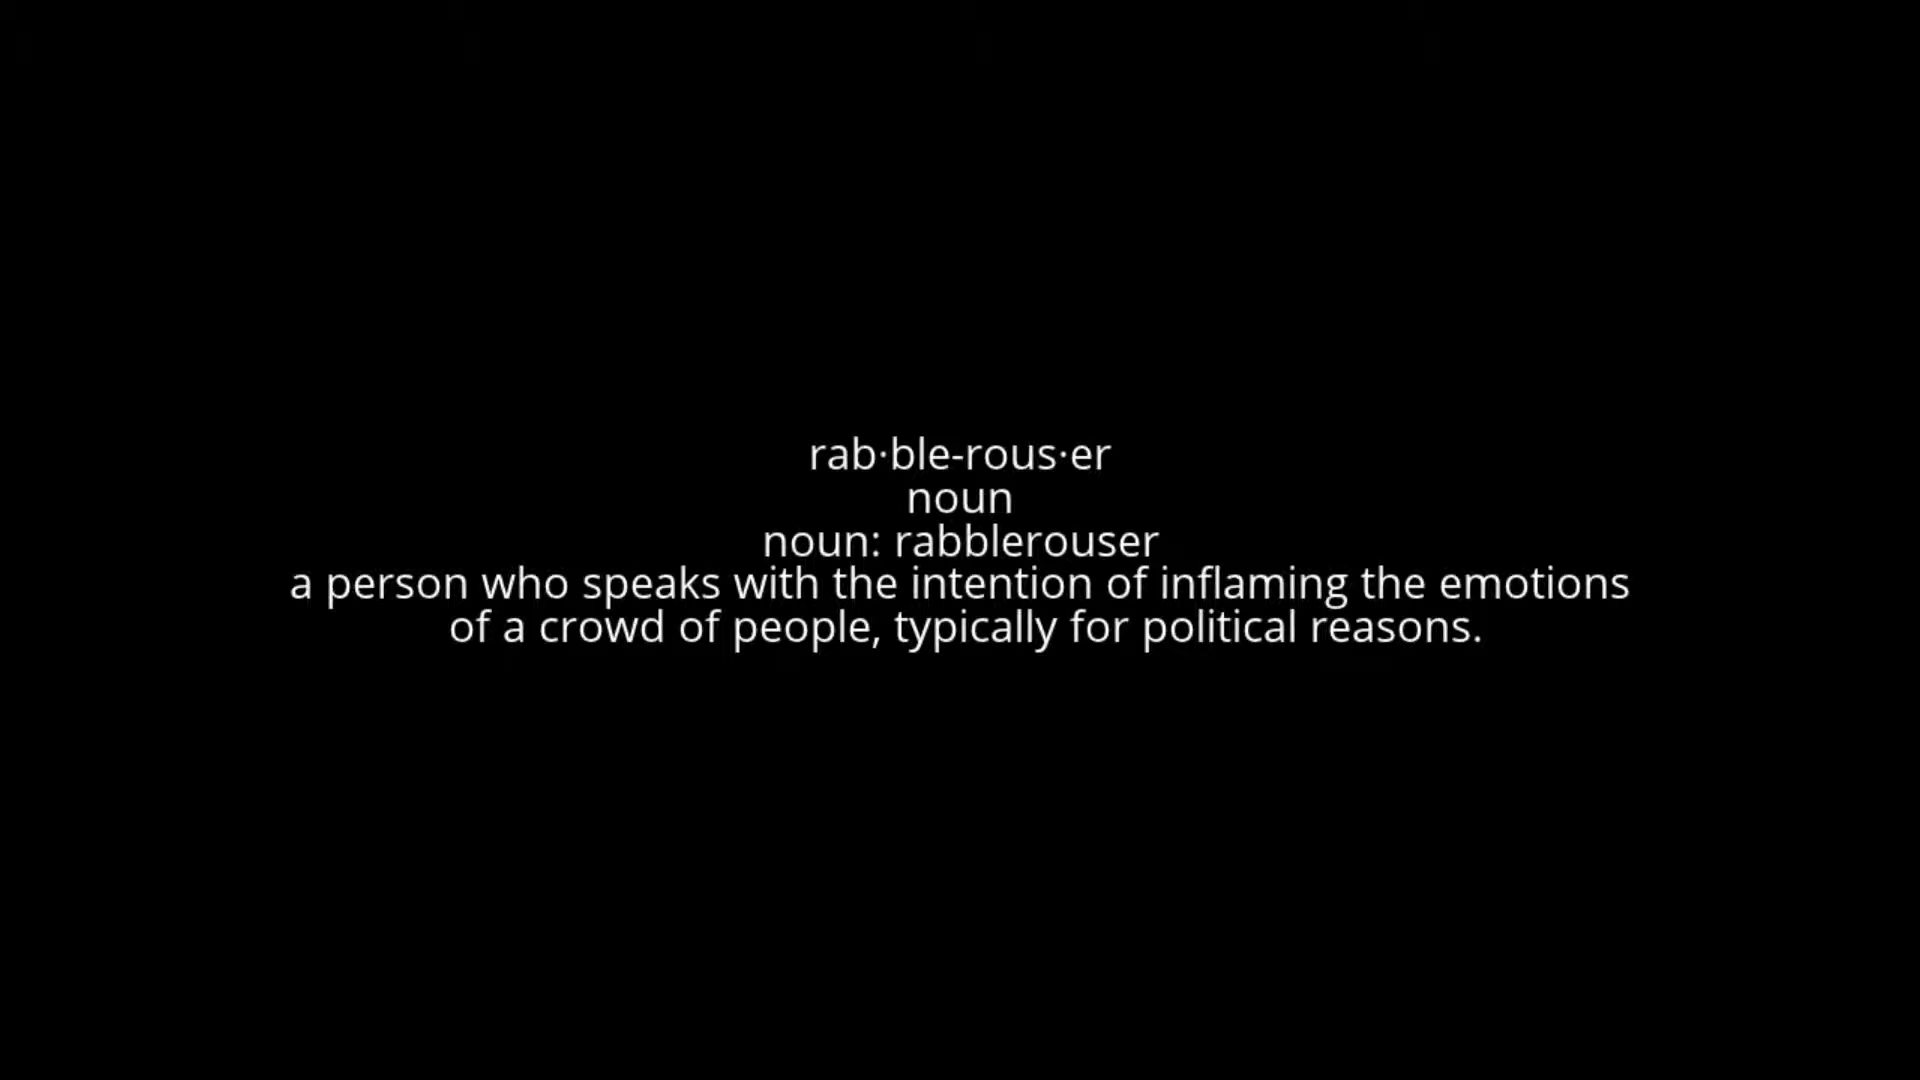 rab·ble-rous·er
noun
noun: rabblerouser
a person who speaks with the intention of inflaming the emotions
of a crowd of people, typically for political reasons.